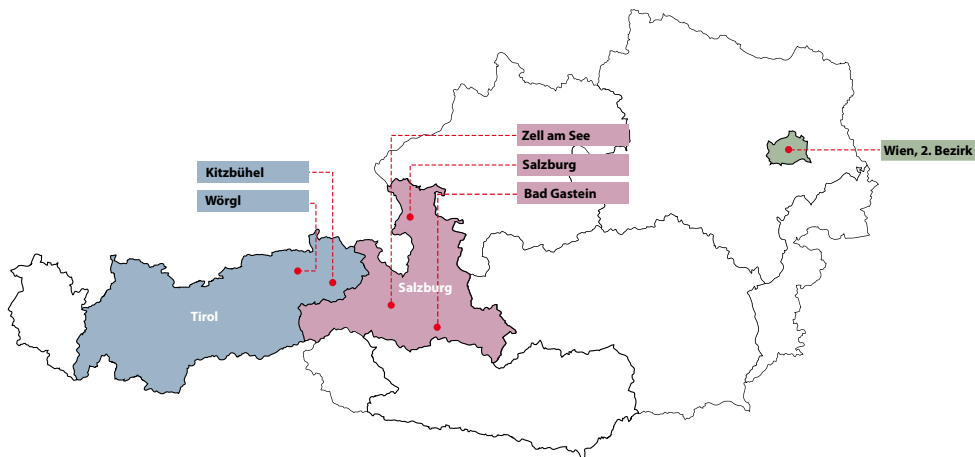 Zell am See
Wien, 2. Bezirk
Salzburg
Kitzbühel
Bad Gastein
Wörgl
Salzburg
Tirol